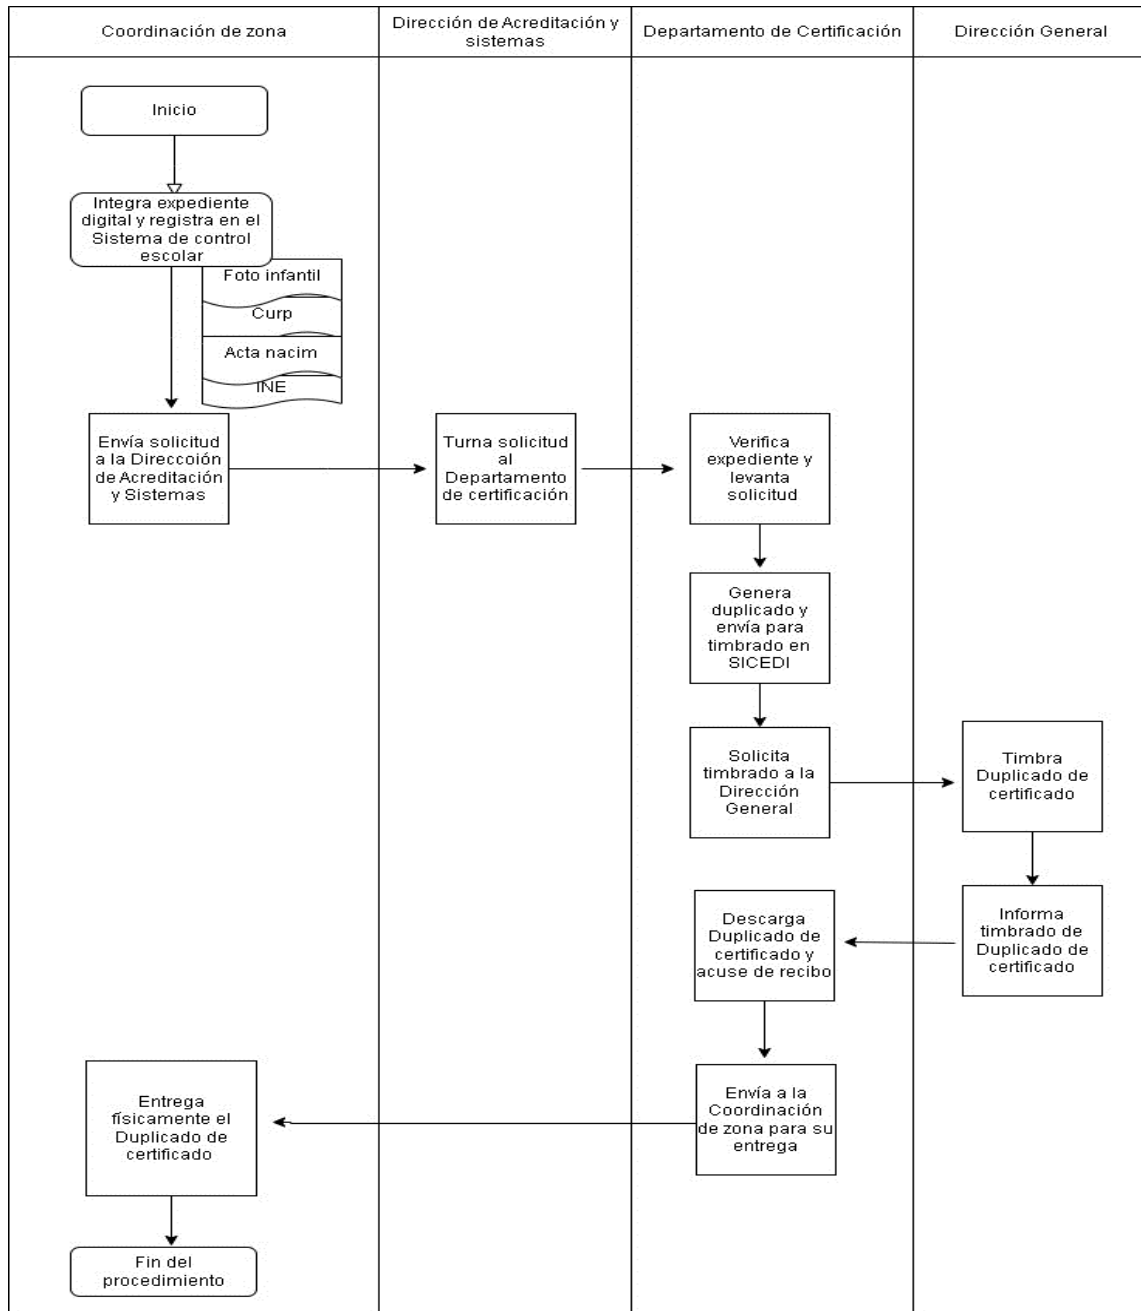 Coordinación de zona
Dirección de Acreditación y
sistemas
Departamento de Certificación
Dirección General
Inicio
Integra expediente
digital y registra en el
Sistema de control
escolar
Foto infantil
Curp
Acta nacim
INE
Envía solicitud
a la Direccoión
de Acreditación
y Sistemas
Turna solicitud
al
Departamento
de certificación
Verifica
expediente y
levanta
solicitud
Genera
duplicado y
envía para
timbrado en
SICEDI
Solicita
timbrado a la
Dirección
General
Timbra
Duplicado de
certificado
Informa
timbrado de
Duplicado de
certificado
Descarga
Duplicado de
certificado y
acuse de recibo
Envía a la
Coordinación
de zona para su
entrega
Entrega
físicamente el
Duplicado de
certificado
Fin del
procedimiento